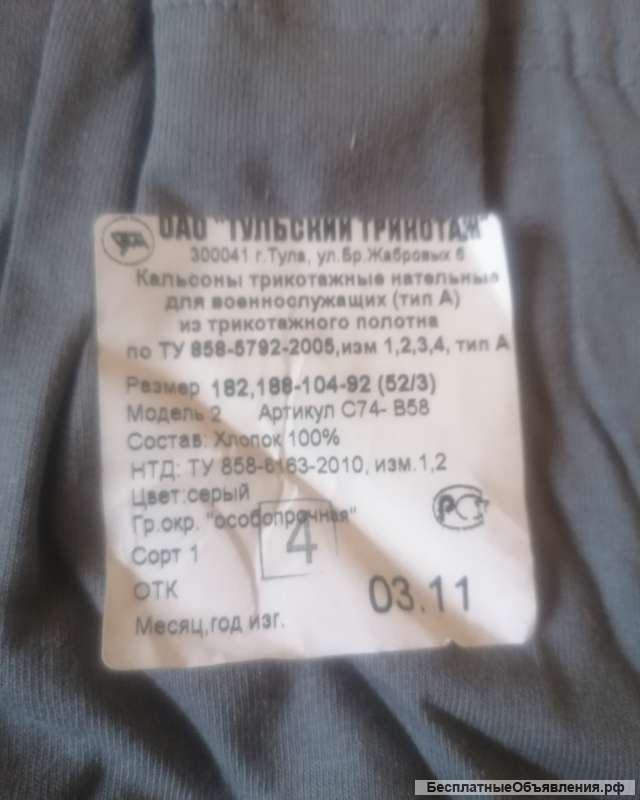 ОАО "ТУЛЬСКИЙ ТРИКОТАЖ"
300041 г.Тула, ул.Бр.Жабровых 6
Кальсоны трикотажные нательные
для военнослужащих (тип А)
из трикотажного полотна
по ТУ 858-5792-2005,изм 1,2,3,4, тип А
Размер 182,188-104-92 (52/3)
Модель 2 Артикул С74- В58
Состав: Хлопок 100%
НТД: ТУ 858-6163-2010, изм.1,2
Цвет:серый
Гр.окр. "особопрочная"
РСТ
4
Сорт 1
ОТК
03.11
Месяц,год изг.
БесплатныеОбъявления.рф